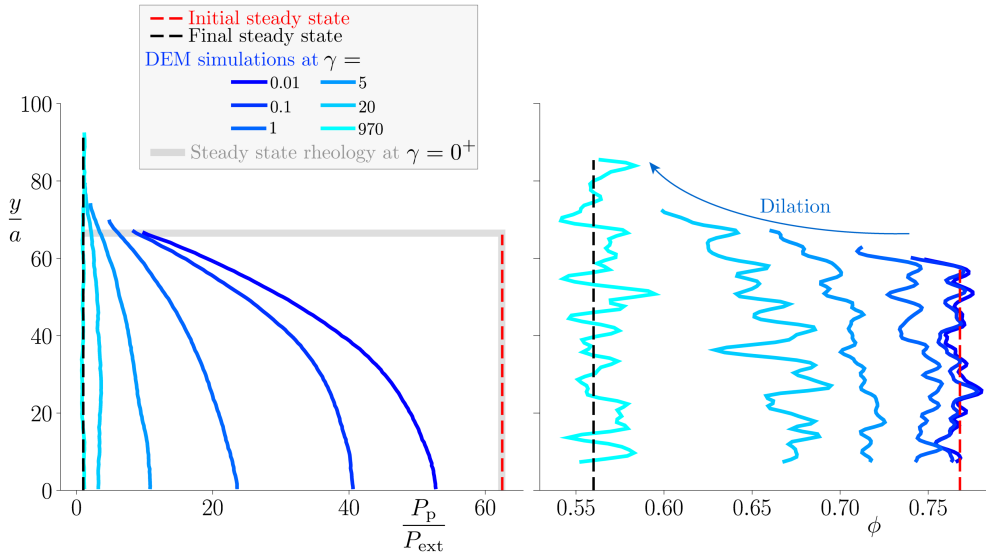 Initial steady state
Final steady state
DEM simulations at γ =
0.01 5
0.1 20
1 970
Steady state rheology at γ = 0⁺
100
80
60
40
20
0
y/a
0 20 40 60
P_p/P_ext
Dilation
0.55 0.60 0.65 0.70 0.75
ϕ